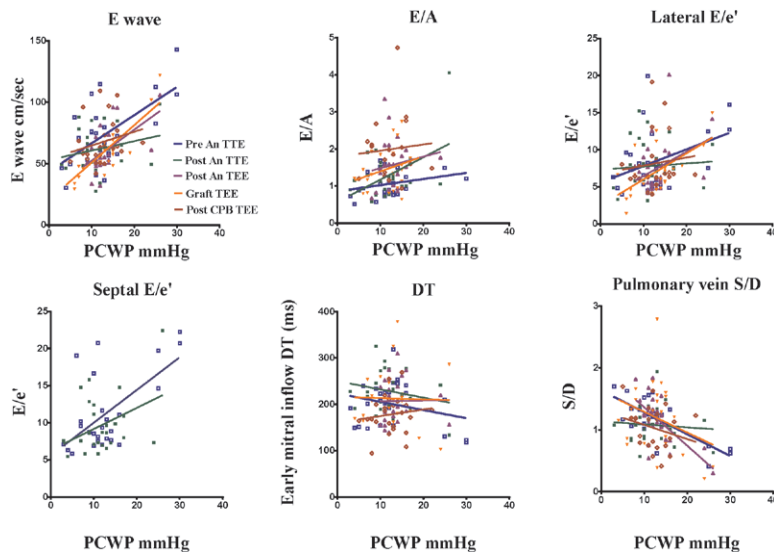 E wave
E/A
Lateral E/e'
150
100
50
0
E wave cm/sec
Pre An TTE
Post An TTE
Post An TEE
Graft TEE
Post CPB TEE
0
10
20
30
40
PCWP mmHg
5
4
3
2
1
0
E/A
0
10
20
30
40
PCWP mmHg
25
20
15
10
5
0
E/e'
0
10
20
30
40
PCWP mmHg
Septal E/e'
DT
Pulmonary vein S/D
25
20
15
10
5
0
E/e'
0
10
20
30
40
PCWP mmHg
400
300
200
100
0
Early mitral inflow DT (ms)
0
10
20
30
40
PCWP mmHg
3
2
1
0
S/D
0
10
20
30
40
PCWP mmHg